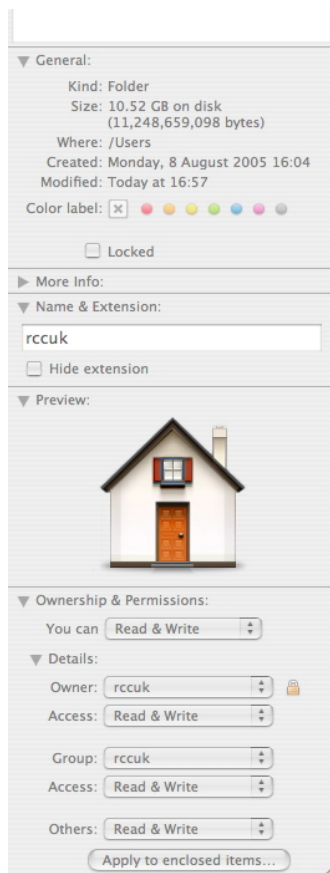 General:
Kind: Folder
Size: 10.52 GB on disk
(11,248,659,098 bytes)
Where: /Users
Created: Monday, 8 August 2005 16:04
Modified: Today at 16:57
Color label:
Locked
More Info:
Name & Extension:
rccuk
Hide extension
Preview:
Ownership & Permissions:
You can Read & Write
Details:
Owner: rccuk
Access: Read & Write
Group: rccuk
Access: Read & Write
Others: Read & Write
Apply to enclosed items...